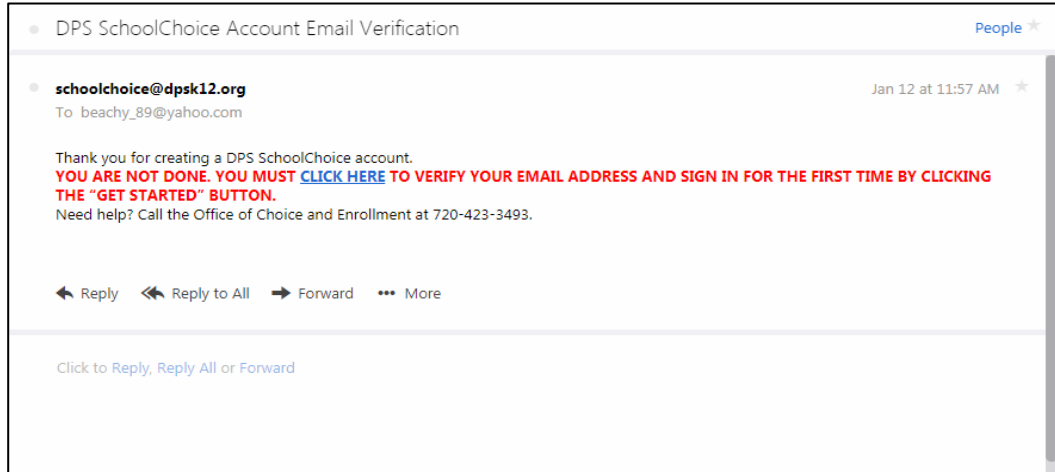 DPS SchoolChoice Account Email Verification
People
schoolchoice@dpsk12.org
Jan 12 at 11:57 AM
To beachy_89@yahoo.com
Thank you for creating a DPS SchoolChoice account.
YOU ARE NOT DONE. YOU MUST CLICK HERE TO VERIFY YOUR EMAIL ADDRESS AND SIGN IN FOR THE FIRST TIME BY CLICKING
THE “GET STARTED” BUTTON.
Need help? Call the Office of Choice and Enrollment at 720-423-3493.
Reply Reply to All Forward More
Click to Reply, Reply All or Forward